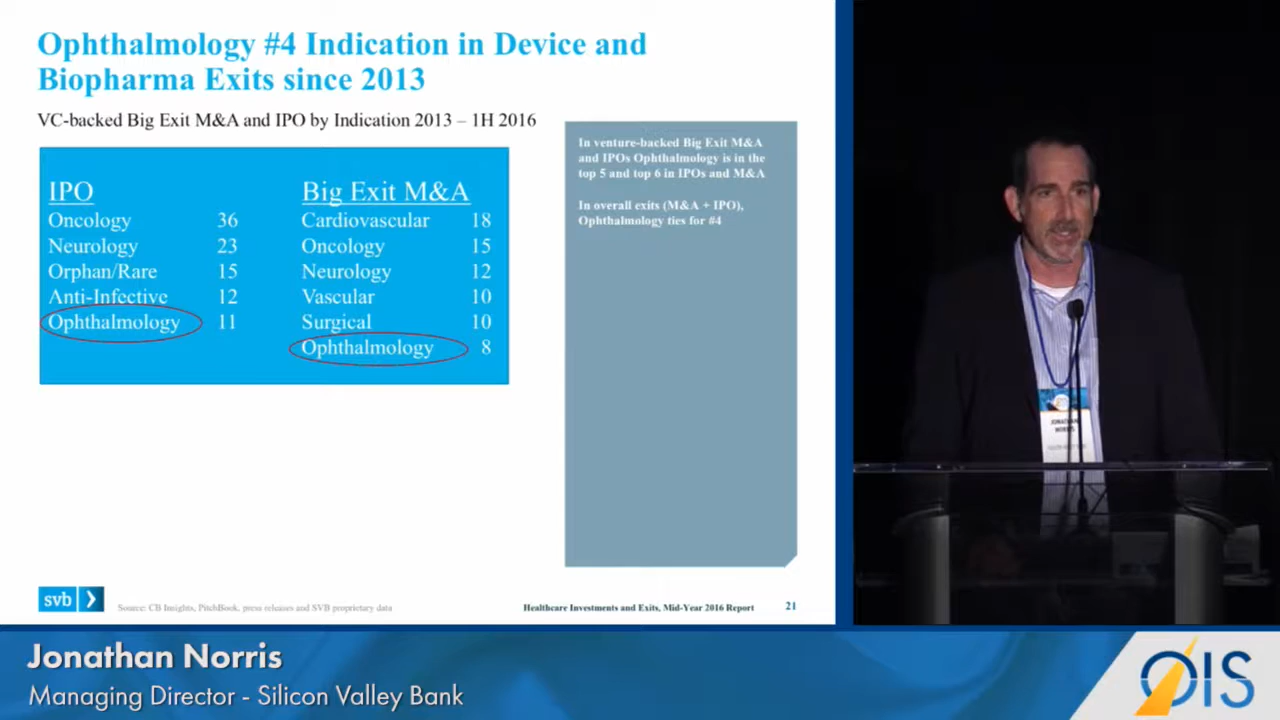 Ophthalmology #4 Indication in Device and
Biopharma Exits since 2013
VC-backed Big Exit M&A and IPO by Indication 2013 – 1H 2016
IPO
Oncology 36
Neurology 23
Orphan/Rare 15
Anti-Infective 12
Ophthalmology 11
Big Exit M&A
Cardiovascular 18
Oncology 15
Neurology 12
Vascular 10
Surgical 10
Ophthalmology 8
In venture-backed Big Exit M&A
and IPOs Ophthalmology is in the
top 5 and top 6 in IPOs and M&A
In overall exits (M&A + IPO),
Ophthalmology ties for #4
svb
Source: CB Insights, PitchBook, press releases and SVB proprietary data
Healthcare Investments and Exits, Mid-Year 2016 Report 21
JONATHAN
NORRIS
Jonathan Norris
Managing Director - Silicon Valley Bank
OIS